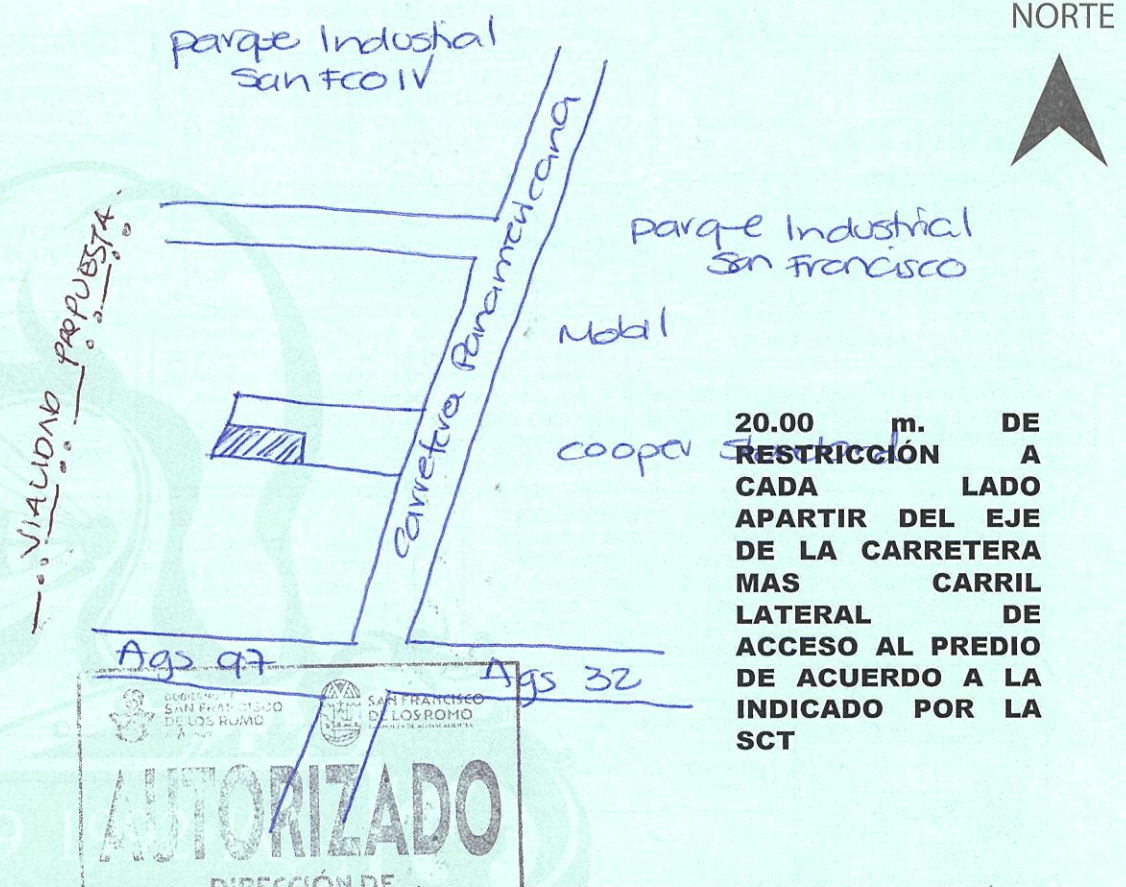 NORTE
parque Industrial
San FCO IV
Carretera Panamericana
parque Industrial
San Francisco
Mobil
cooper Standard
VIALIDAD PROPUESTA
20.00 m. DE
RESTRICCIÓN A
CADA LADO
APARTIR DEL EJE
DE LA CARRETERA
MAS CARRIL
LATERAL DE
ACCESO AL PREDIO
DE ACUERDO A LA
INDICADO POR LA
SCT
Ags 97
Ags 32
SAN FRANCISCO
DE LOS ROMO
SAN FRANCISCO
DE LOS ROMO
AUTORIZADO
DIRECCIÓN DE